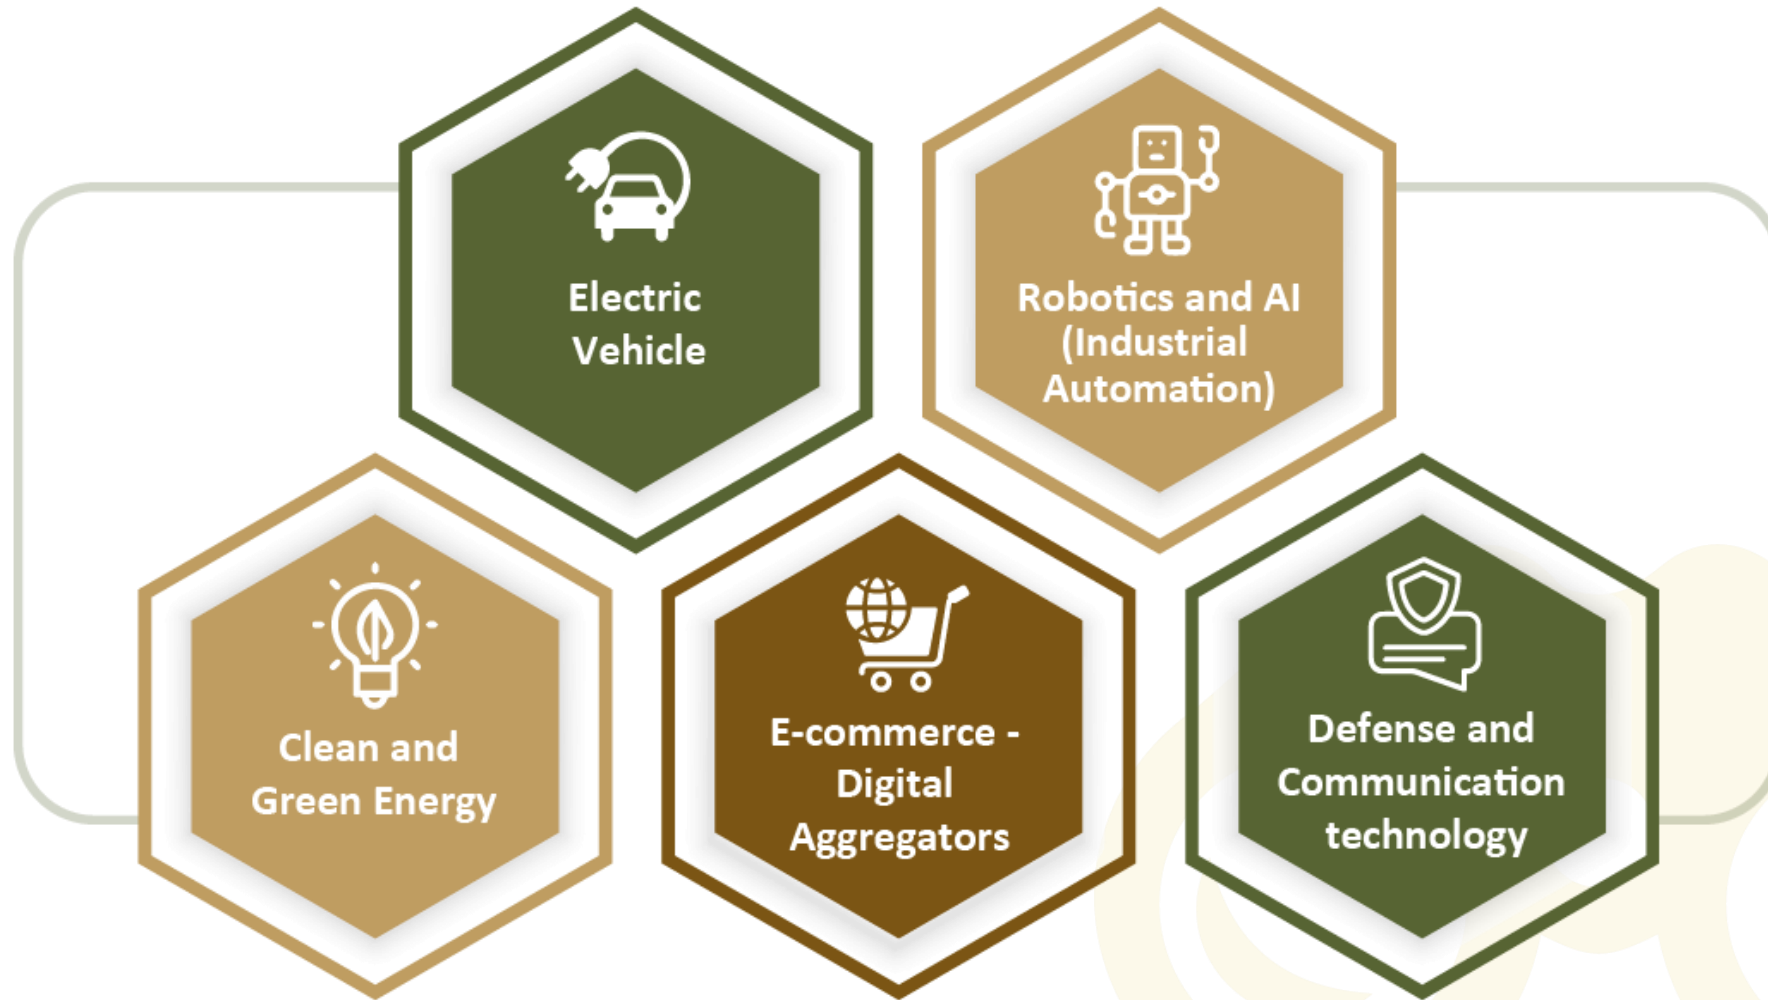 Electric
Vehicle
Robotics and AI
(Industrial
Automation)
Clean and
Green Energy
E-commerce -
Digital
Aggregators
Defense and
Communication
technology